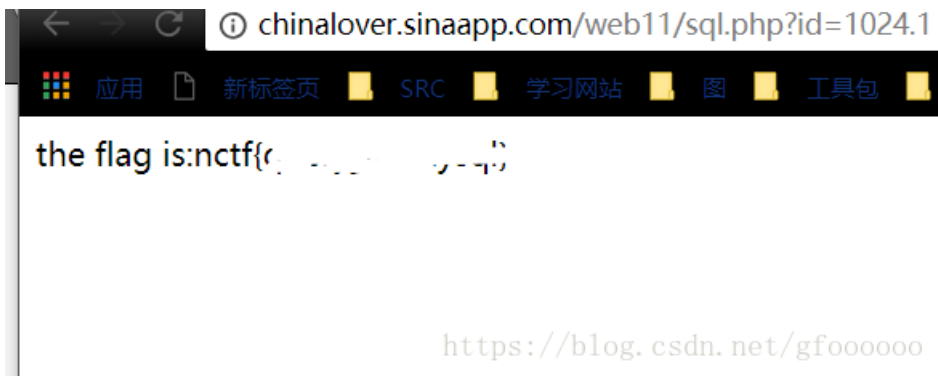 chinalover.sinaapp.com/web11/sql.php?id=1024.1
应用 新标签页 SRC 学习网站 图 工具包
the flag is:nctf{
https://blog.csdn.net/gfoooooo